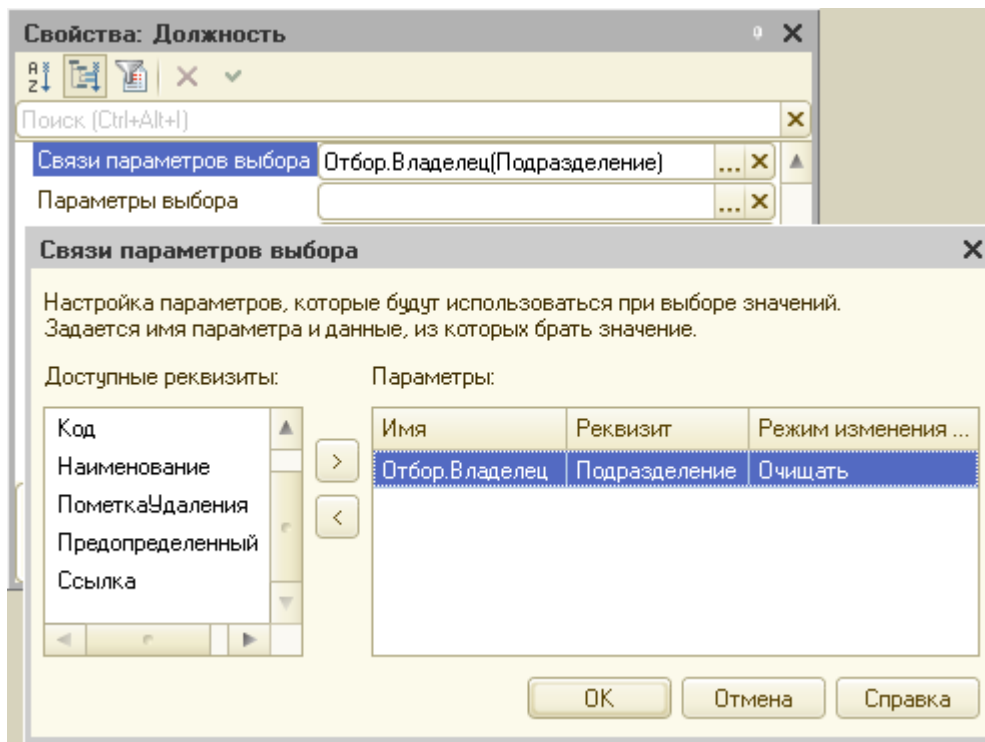 Свойства: Должность
Поиск (Ctrl+Alt+I)
Связи параметров выбора Отбор.Владелец(Подразделение) ...
Параметры выбора ...
Связи параметров выбора
Настройка параметров, которые будут использоваться при выборе значений.
Задается имя параметра и данные, из которых брать значение.
Доступные реквизиты: Параметры:
Код
Наименование
ПометкаУдаления
Предопределенный
Ссылка
Имя Реквизит Режим изменения ...
Отбор.Владелец Подразделение Очищать
ОК Отмена Справка